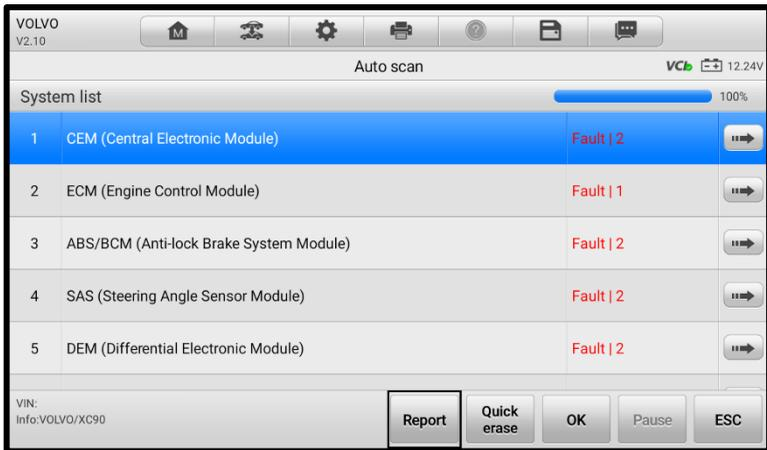 VOLVO
V2.10
M
Auto scan
VCI 12.24V
System list 100%
1 CEM (Central Electronic Module) Fault | 2
2 ECM (Engine Control Module) Fault | 1
3 ABS/BCM (Anti-lock Brake System Module) Fault | 2
4 SAS (Steering Angle Sensor Module) Fault | 2
5 DEM (Differential Electronic Module) Fault | 2
VIN:
Info:VOLVO/XC90
Report Quick erase OK Pause ESC